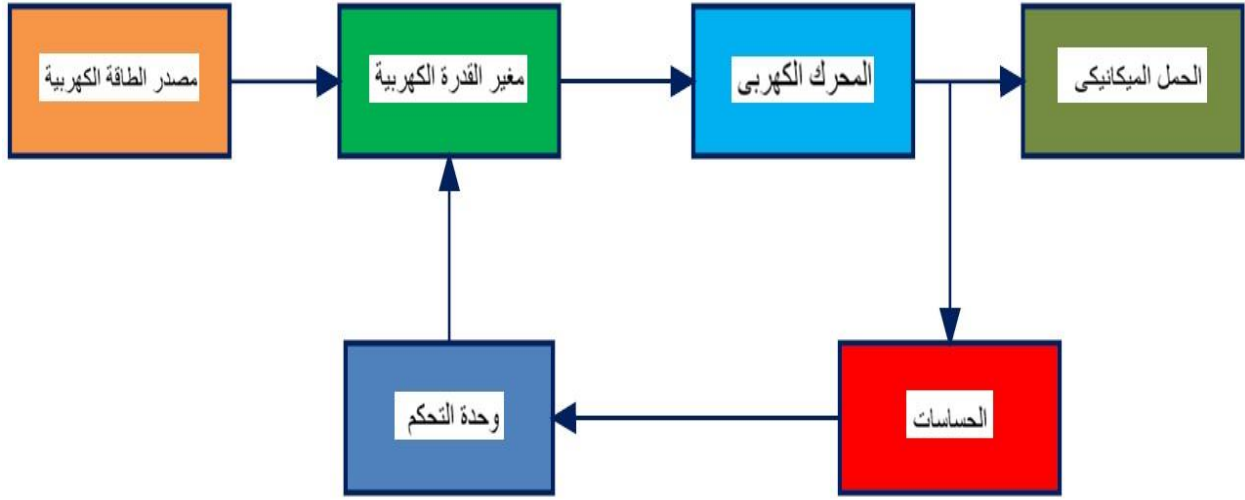 مصدر الطاقة الكهربية
مغير القدرة الكهربية
المحرك الكهربى
الحمل الميكانيكى
وحدة التحكم
الحساسات